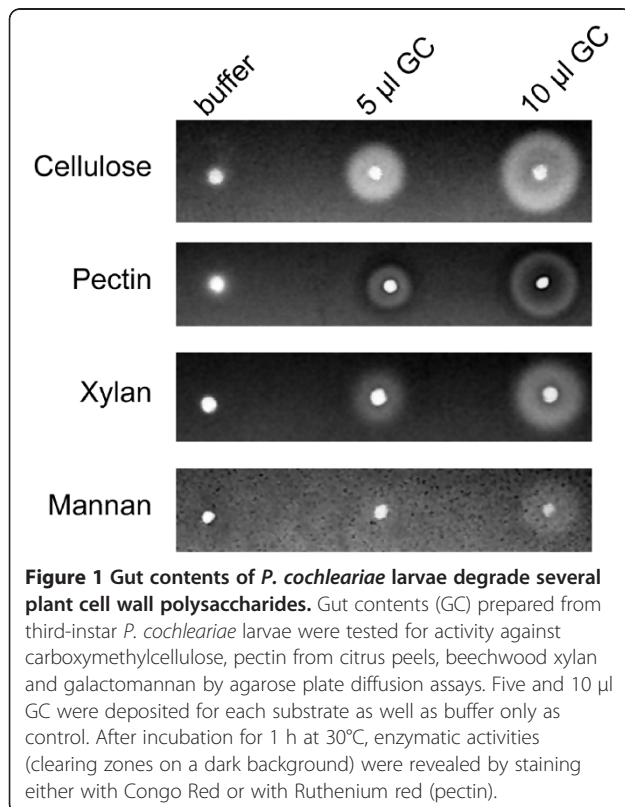 buffer 5 µl GC 10 µl GC
Cellulose
Pectin
Xylan
Mannan
Figure 1 Gut contents of P. cochleariae larvae degrade several
plant cell wall polysaccharides. Gut contents (GC) prepared from
third-instar P. cochleariae larvae were tested for activity against
carboxymethylcellulose, pectin from citrus peels, beechwood xylan
and galactomannan by agarose plate diffusion assays. Five and 10 µl
GC were deposited for each substrate as well as buffer only as
control. After incubation for 1 h at 30°C, enzymatic activities
(clearing zones on a dark background) were revealed by staining
either with Congo Red or with Ruthenium red (pectin).